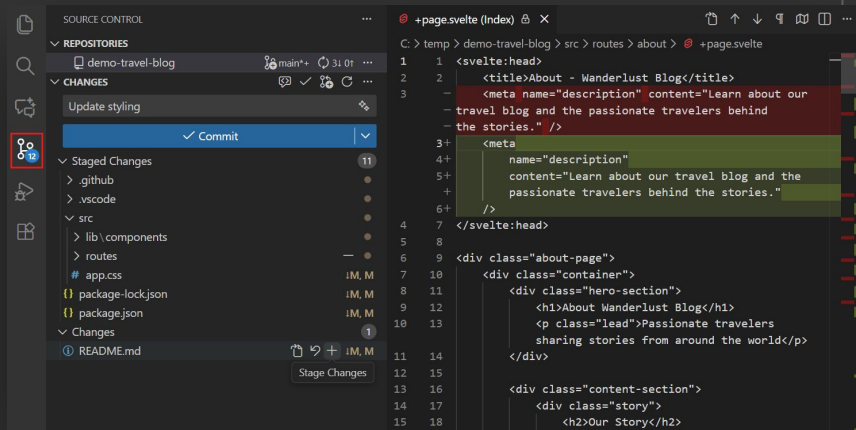 SOURCE CONTROL
REPOSITORIES
demo-travel-blog main*+ 3↓ 0↑
CHANGES
Update styling
Commit
12
Staged Changes 11
.github
.vscode
src
lib\components
routes
# app.css ↓M, M
{} package-lock.json ↓M, M
{} package.json ↓M, M
Changes 1
README.md ↓M, M
Stage Changes
+page.svelte (Index)
C: > temp > demo-travel-blog > src > routes > about > +page.svelte
1 1 <svelte:head>
2 2 <title>About - Wanderlust Blog</title>
3 − <meta name="description" content="Learn about our
− travel blog and the passionate travelers behind
− the stories." />
3+ <meta
4+ name="description"
5+ content="Learn about our travel blog and the
+ passionate travelers behind the stories."
6+ />
4 7 </svelte:head>
5 8
6 9 <div class="about-page">
7 10 <div class="container">
8 11 <div class="hero-section">
9 12 <h1>About Wanderlust Blog</h1>
10 13 <p class="lead">Passionate travelers
sharing stories from around the world</p>
11 14 </div>
12 15
13 16 <div class="content-section">
14 17 <div class="story">
15 18 <h2>Our Story</h2>